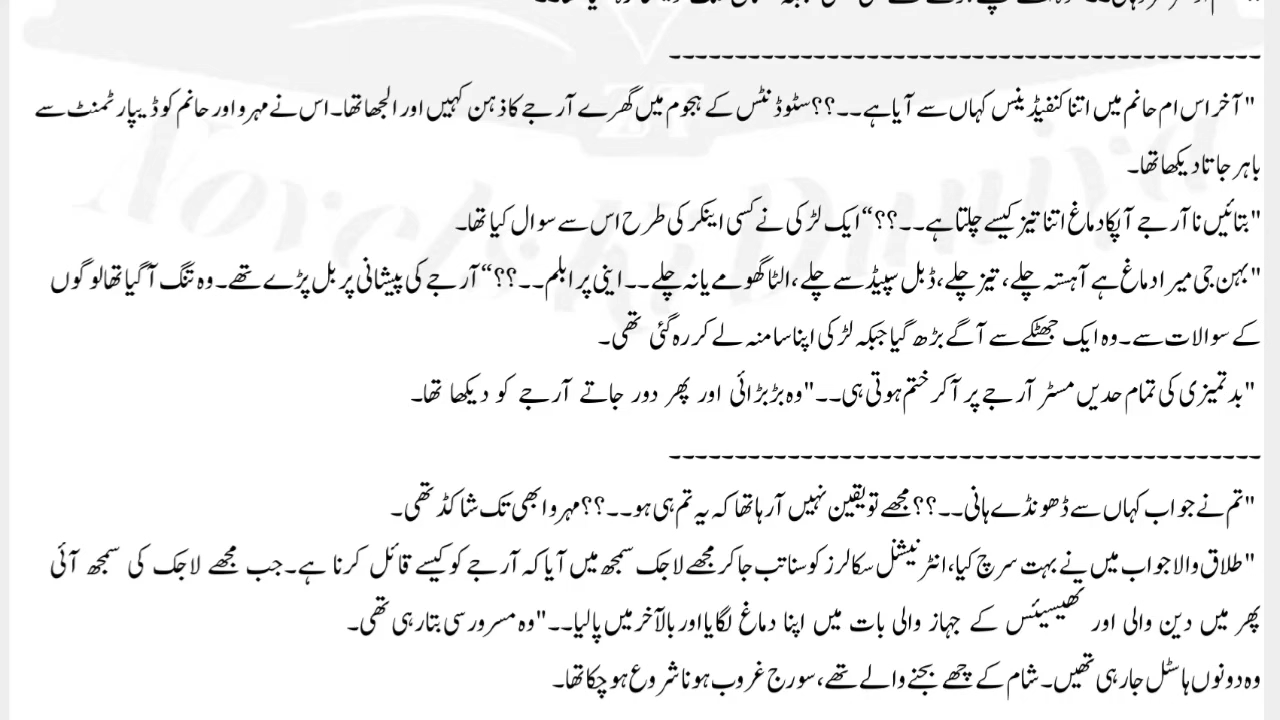 "آخر اس ام حانم میں اتنا کنفیڈینس کہاں سے آیا ہے۔۔؟؟ سٹوڈنٹس کے ہجوم میں گھرے آرجے کا ذہن کہیں اور الجھا تھا۔ اس نے مہرو اور حانم کو ڈیپارٹمنٹ سے
باہر جاتا دیکھا تھا۔
"بتائیں نا آرجے آپکا دماغ اتنا تیز کیسے چلتا ہے۔۔؟؟“ ایک لڑکی نے کسی اینکر کی طرح اس سے سوال کیا تھا۔
"بہن جی میرا دماغ ہے آہستہ چلے، تیز چلے، ڈبل سپیڈ سے چلے، الٹا گھومے یا نہ چلے۔۔ اینی پرابلم۔۔؟؟“ آرجے کی پیشانی پر بل پڑے تھے۔ وہ تنگ آ گیا تھا لوگوں
کے سوالات سے۔ وہ ایک جھٹکے سے آگے بڑھ گیا جبکہ لڑکی اپنا سا منہ لے کر رہ گئی تھی۔
"بدتمیزی کی تمام حدیں مسٹر آرجے پر آ کر ختم ہوتی ہی۔۔" وہ بڑبڑائی اور پھر دور جاتے آرجے کو دیکھا تھا۔
"تم نے جواب کہاں سے ڈھونڈے ہانی۔۔؟؟ مجھے تو یقین نہیں آ رہا تھا کہ یہ تم ہی ہو۔۔؟؟ مہرو ابھی تک شاکڈ تھی۔
"طلاق والا جواب میں نے بہت سرچ کیا، انٹرنیشنل سکالرز کو سنا تب جا کر مجھے لاجک سمجھ میں آیا کہ آرجے کو کیسے قائل کرنا ہے۔ جب مجھے لاجک کی سمجھ آئی
پھر میں دین والی اور تھیسیئس کے جہاز والی بات میں اپنا دماغ لگایا اور بالآخر میں پا لیا۔۔" وہ مسرور سی بتا رہی تھی۔
وہ دونوں ہاسٹل جا رہی تھیں۔ شام کے چھے بجنے والے تھے، سورج غروب ہونا شروع ہو چکا تھا۔